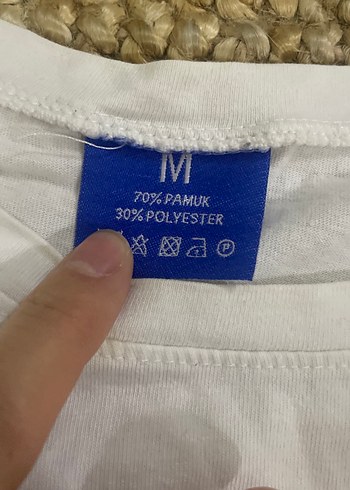 M
70% PAMUK
30% POLYESTER
P